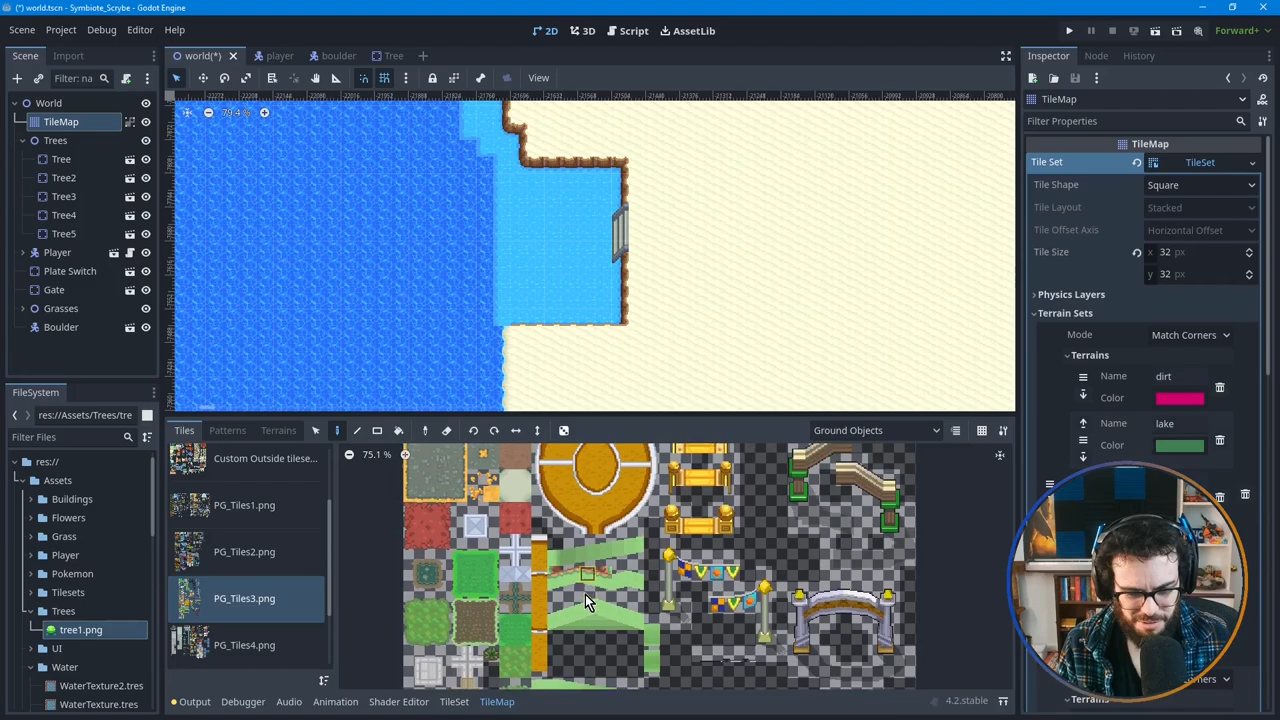 (*) world.tscn - Symbiote_Scrybe - Godot Engine
Scene Project Debug Editor Help
2D 3D Script AssetLib
Forward+
Scene Import
world(*) player boulder Tree
Inspector Node History
Filter: na
View
TileMap
Filter Properties
World
TileMap
Trees
Tree
Tree2
Tree3
Tree4
Tree5
Player
Plate Switch
Gate
Grasses
Boulder
79.4 %
TileMap
Tile Set TileSet
Tile Shape Square
Tile Layout Stacked
Tile Offset Axis Horizontal Offset
Tile Size x 32 px
y 32 px
Physics Layers
Terrain Sets
Mode Match Corners
Terrains
Name dirt
Color
Name lake
Color
Terrains
FileSystem
res://Assets/Trees/tre
Filter Files
res://
Assets
Buildings
Flowers
Grass
Player
Pokemon
Tilesets
Trees
tree1.png
UI
Water
WaterTexture2.tres
WaterTexture.tres
Tiles Patterns Terrains
Ground Objects
75.1 %
Custom Outside tilese...
PG_Tiles1.png
PG_Tiles2.png
PG_Tiles3.png
PG_Tiles4.png
Output Debugger Audio Animation Shader Editor TileSet TileMap
4.2.stable